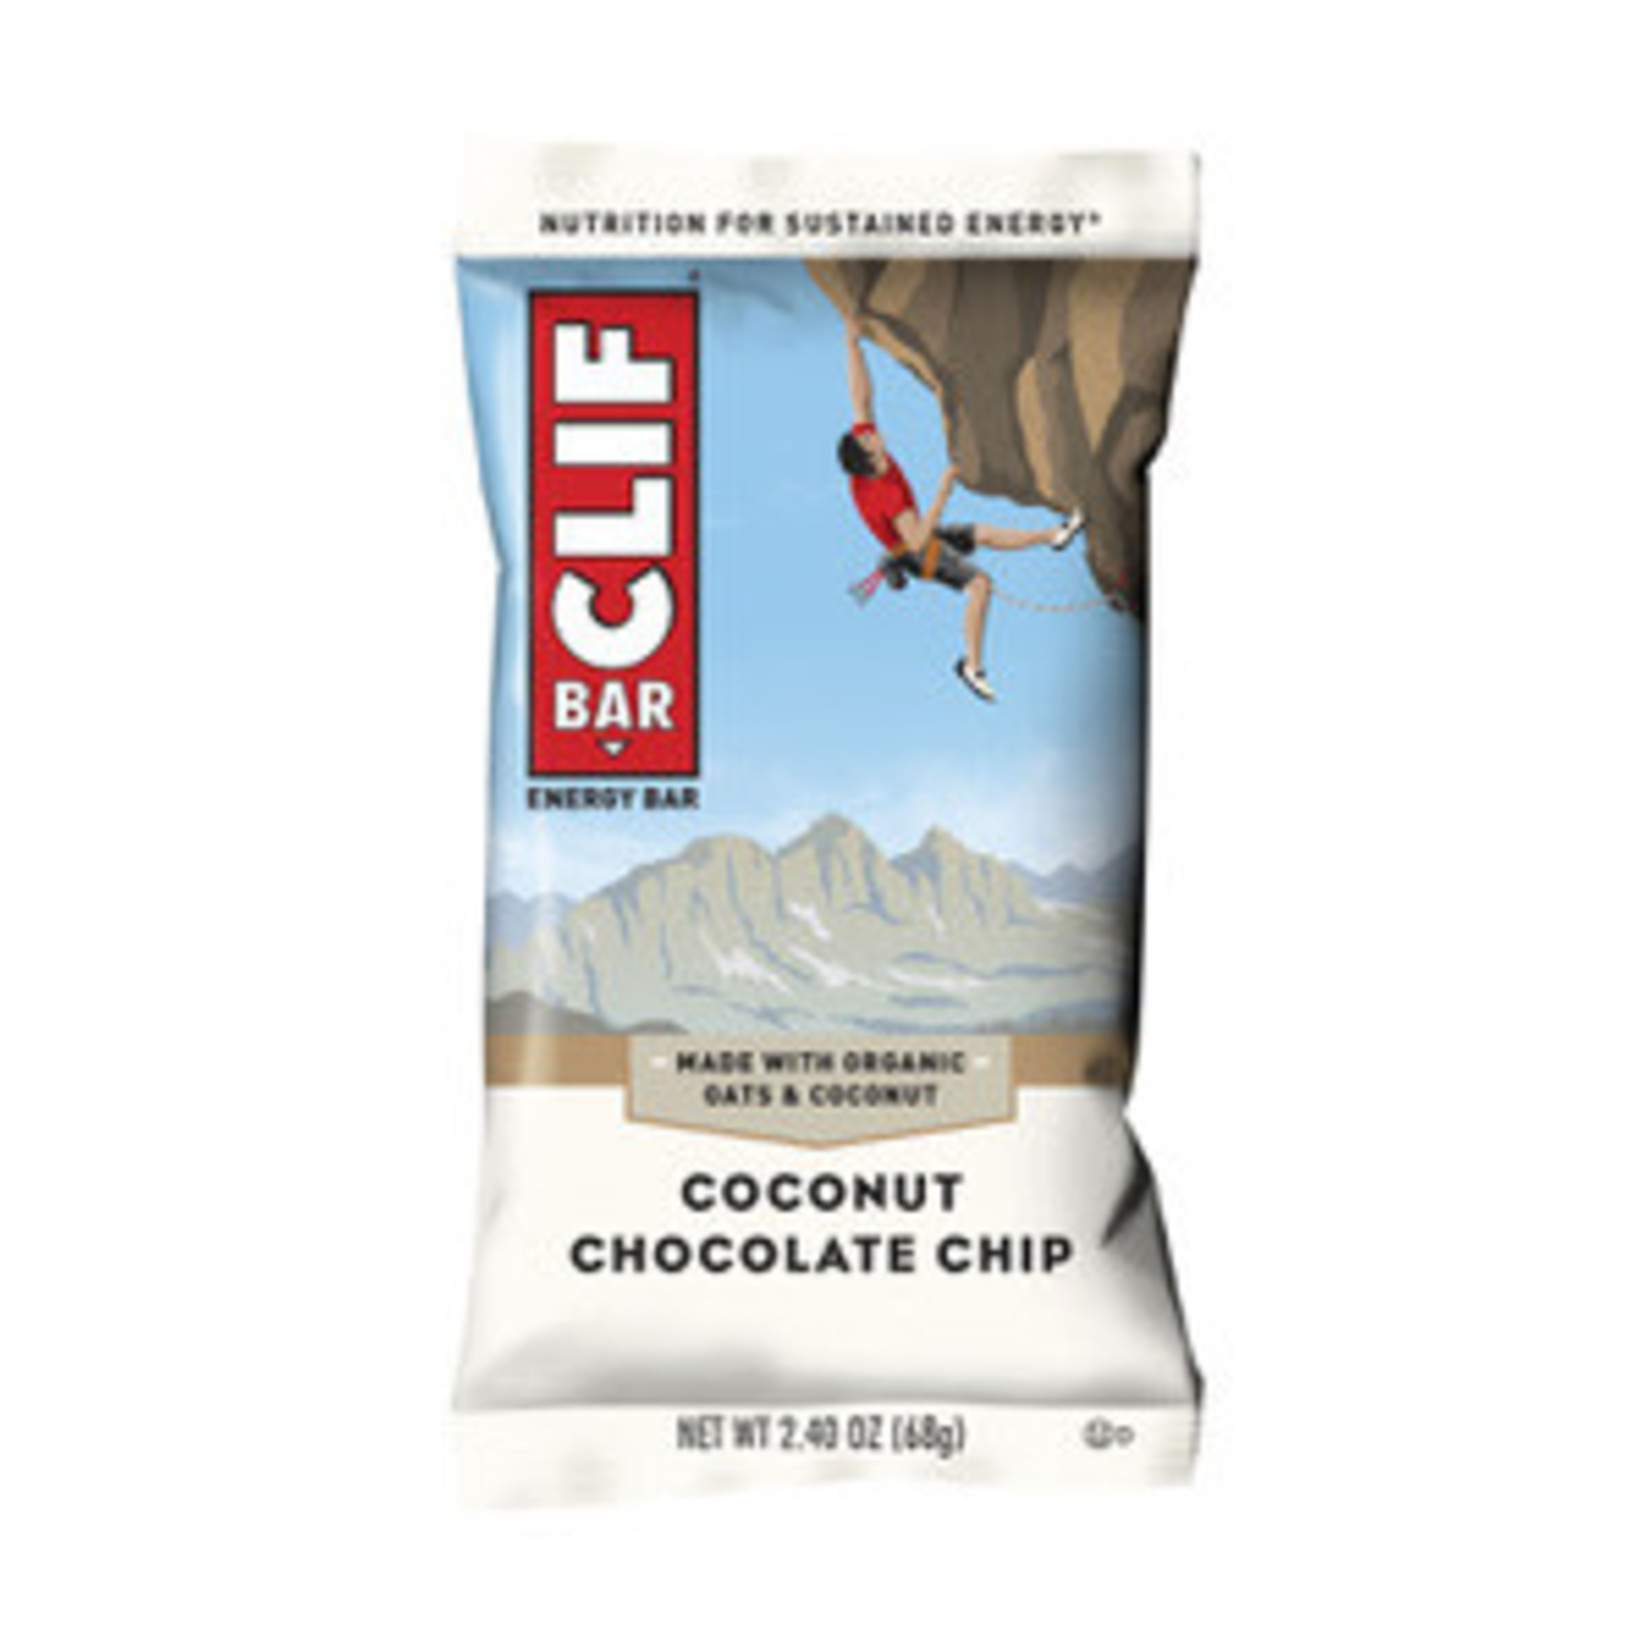 NUTRITION FOR SUSTAINED ENERGY*
CLIF
BAR
ENERGY BAR
MADE WITH ORGANIC
OATS & COCONUT
COCONUT
CHOCOLATE CHIP
NET WT 2.40 OZ (68g)